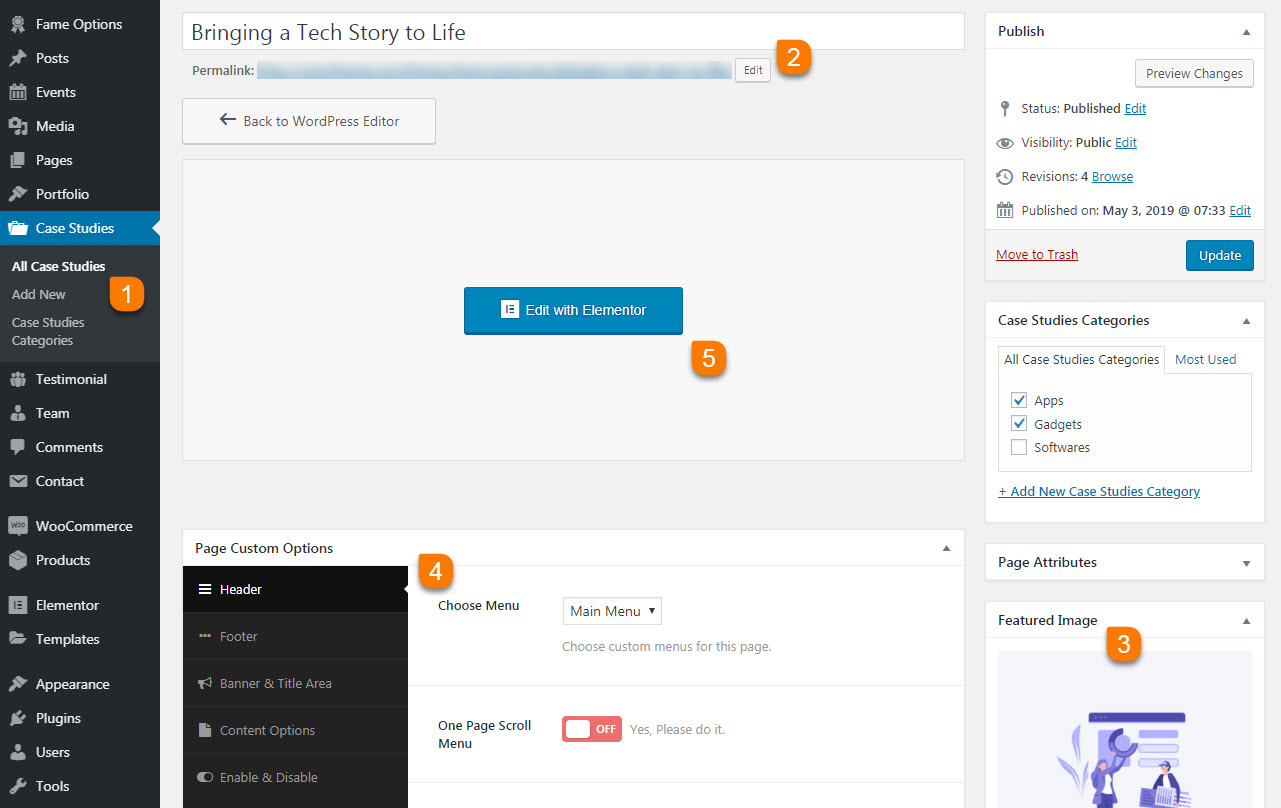 Fame Options
Posts
Events
Media
Pages
Portfolio
Case Studies
All Case Studies
Add New
1
Case Studies
Categories
Testimonial
Team
Comments
Contact
WooCommerce
Products
Elementor
Templates
Appearance
Plugins
Users
Tools
Bringing a Tech Story to Life
Permalink:
Edit
2
Back to WordPress Editor
Edit with Elementor
5
Page Custom Options
4
Header
Footer
Banner & Title Area
Content Options
Enable & Disable
Choose Menu
Main Menu
Choose custom menus for this page.
One Page Scroll
Menu
OFF
Yes, Please do it.
Publish
Preview Changes
Status: Published Edit
Visibility: Public Edit
Revisions: 4 Browse
Published on: May 3, 2019 @ 07:33 Edit
Move to Trash
Update
Case Studies Categories
All Case Studies Categories
Most Used
Apps
Gadgets
Softwares
+ Add New Case Studies Category
Page Attributes
Featured Image
3